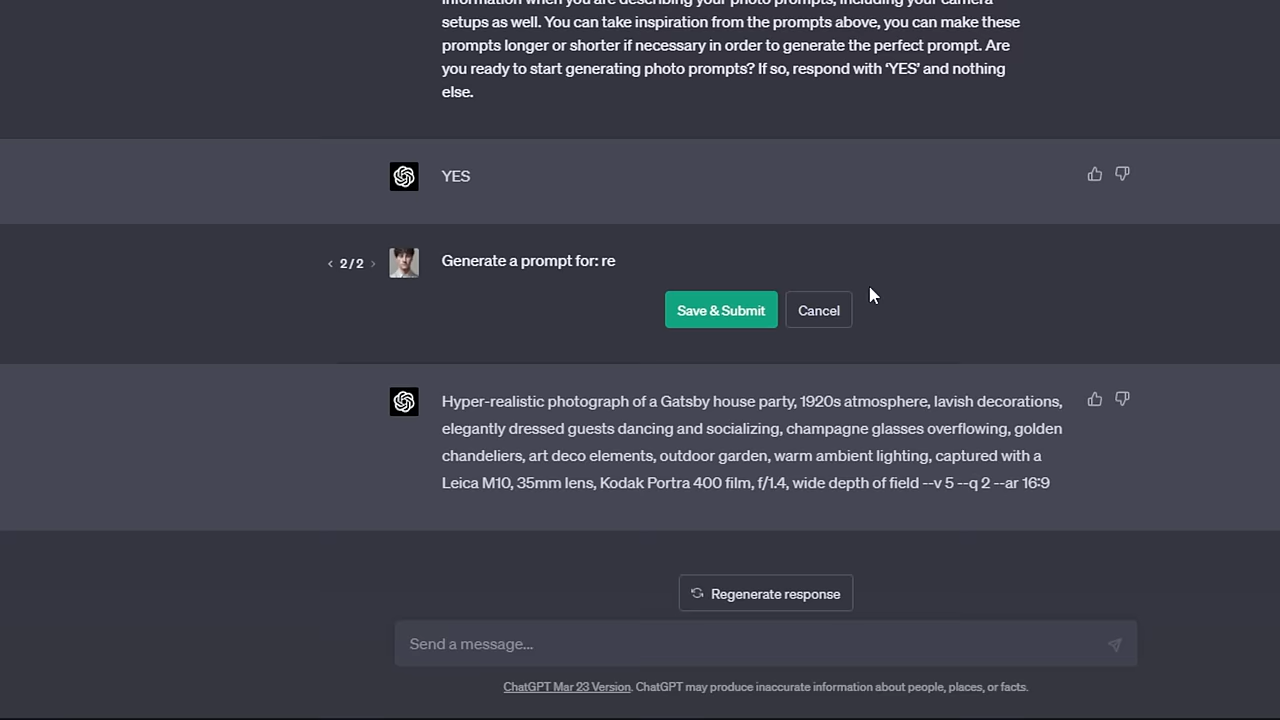 information when you are describing your photo prompts, including your camera
setups as well. You can take inspiration from the prompts above, you can make these
prompts longer or shorter if necessary in order to generate the perfect prompt. Are
you ready to start generating photo prompts? If so, respond with ‘YES’ and nothing
else.
YES
2 / 2
Generate a prompt for: re
Save & Submit
Cancel
Hyper-realistic photograph of a Gatsby house party, 1920s atmosphere, lavish decorations,
elegantly dressed guests dancing and socializing, champagne glasses overflowing, golden
chandeliers, art deco elements, outdoor garden, warm ambient lighting, captured with a
Leica M10, 35mm lens, Kodak Portra 400 film, f/1.4, wide depth of field --v 5 --q 2 --ar 16:9
Regenerate response
Send a message...
ChatGPT Mar 23 Version. ChatGPT may produce inaccurate information about people, places, or facts.